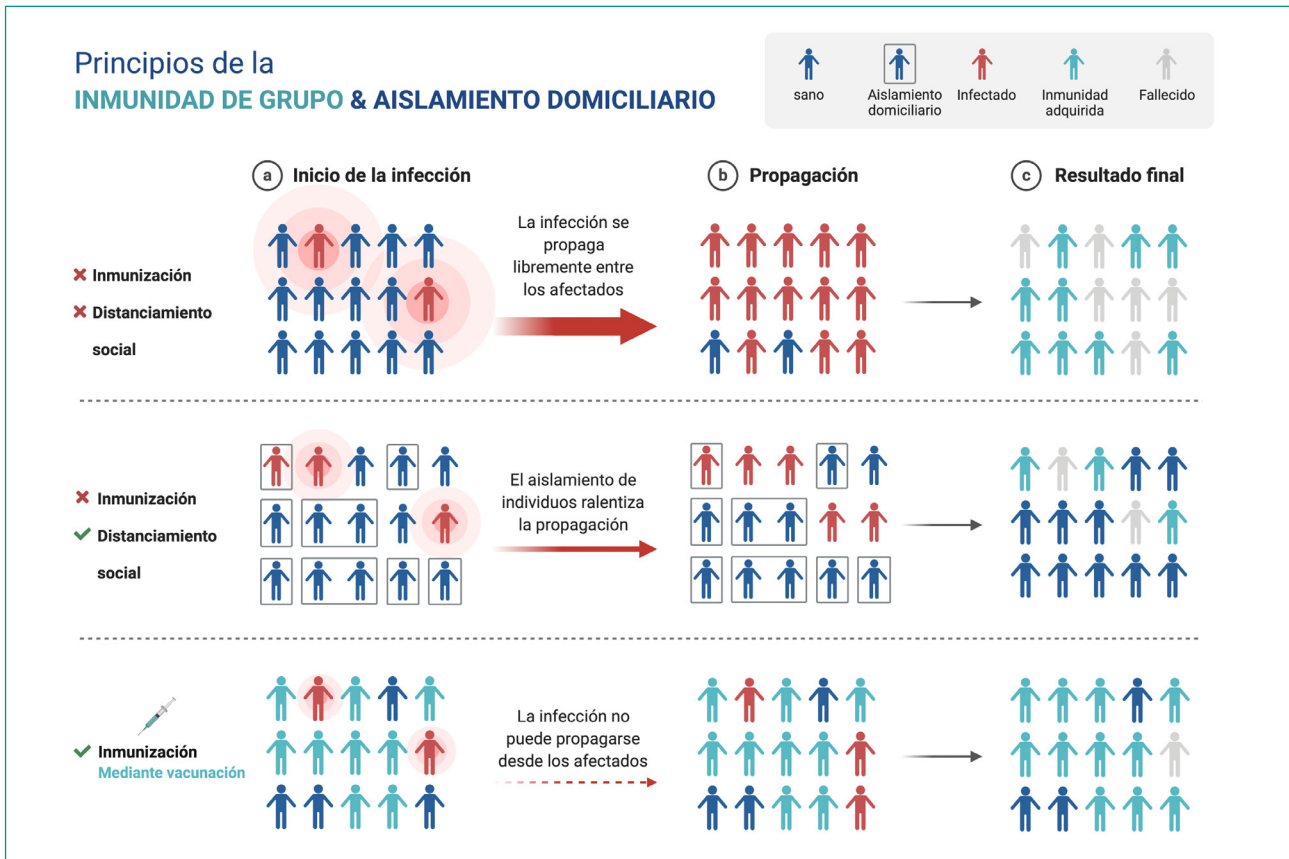 Principios de la
INMUNIDAD DE GRUPO & AISLAMIENTO DOMICILIARIO
sano
Aislamiento
domiciliario
Infectado
Inmunidad
adquirida
Fallecido
a Inicio de la infección
b Propagación
c Resultado final
Inmunización
Distanciamiento
social
La infección se
propaga
libremente entre
los afectados
Inmunización
Distanciamiento
social
El aislamiento de
individuos ralentiza
la propagación
Inmunización
Mediante vacunación
La infección no
puede propagarse
desde los afectados